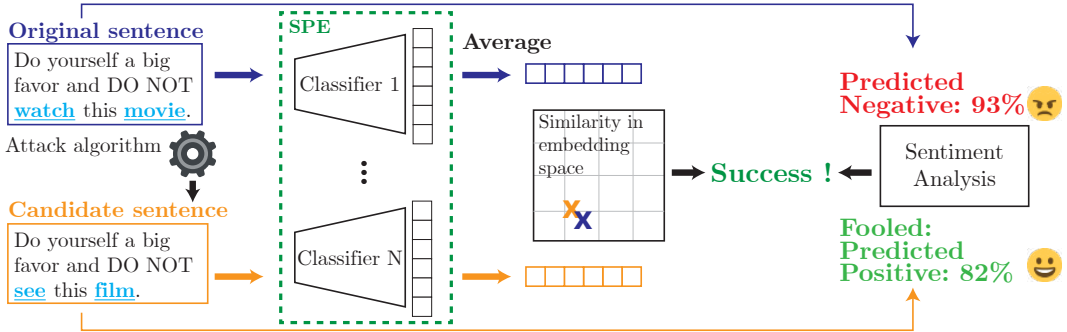 Original sentence
Do yourself a big
favor and DO NOT
watch this movie.
Attack algorithm
Candidate sentence
Do yourself a big
favor and DO NOT
see this film.
SPE
Classifier 1
Classifier N
Average
Similarity in
embedding
space
X
X
Success !
Predicted
Negative: 93%
Sentiment
Analysis
Fooled:
Predicted
Positive: 82%